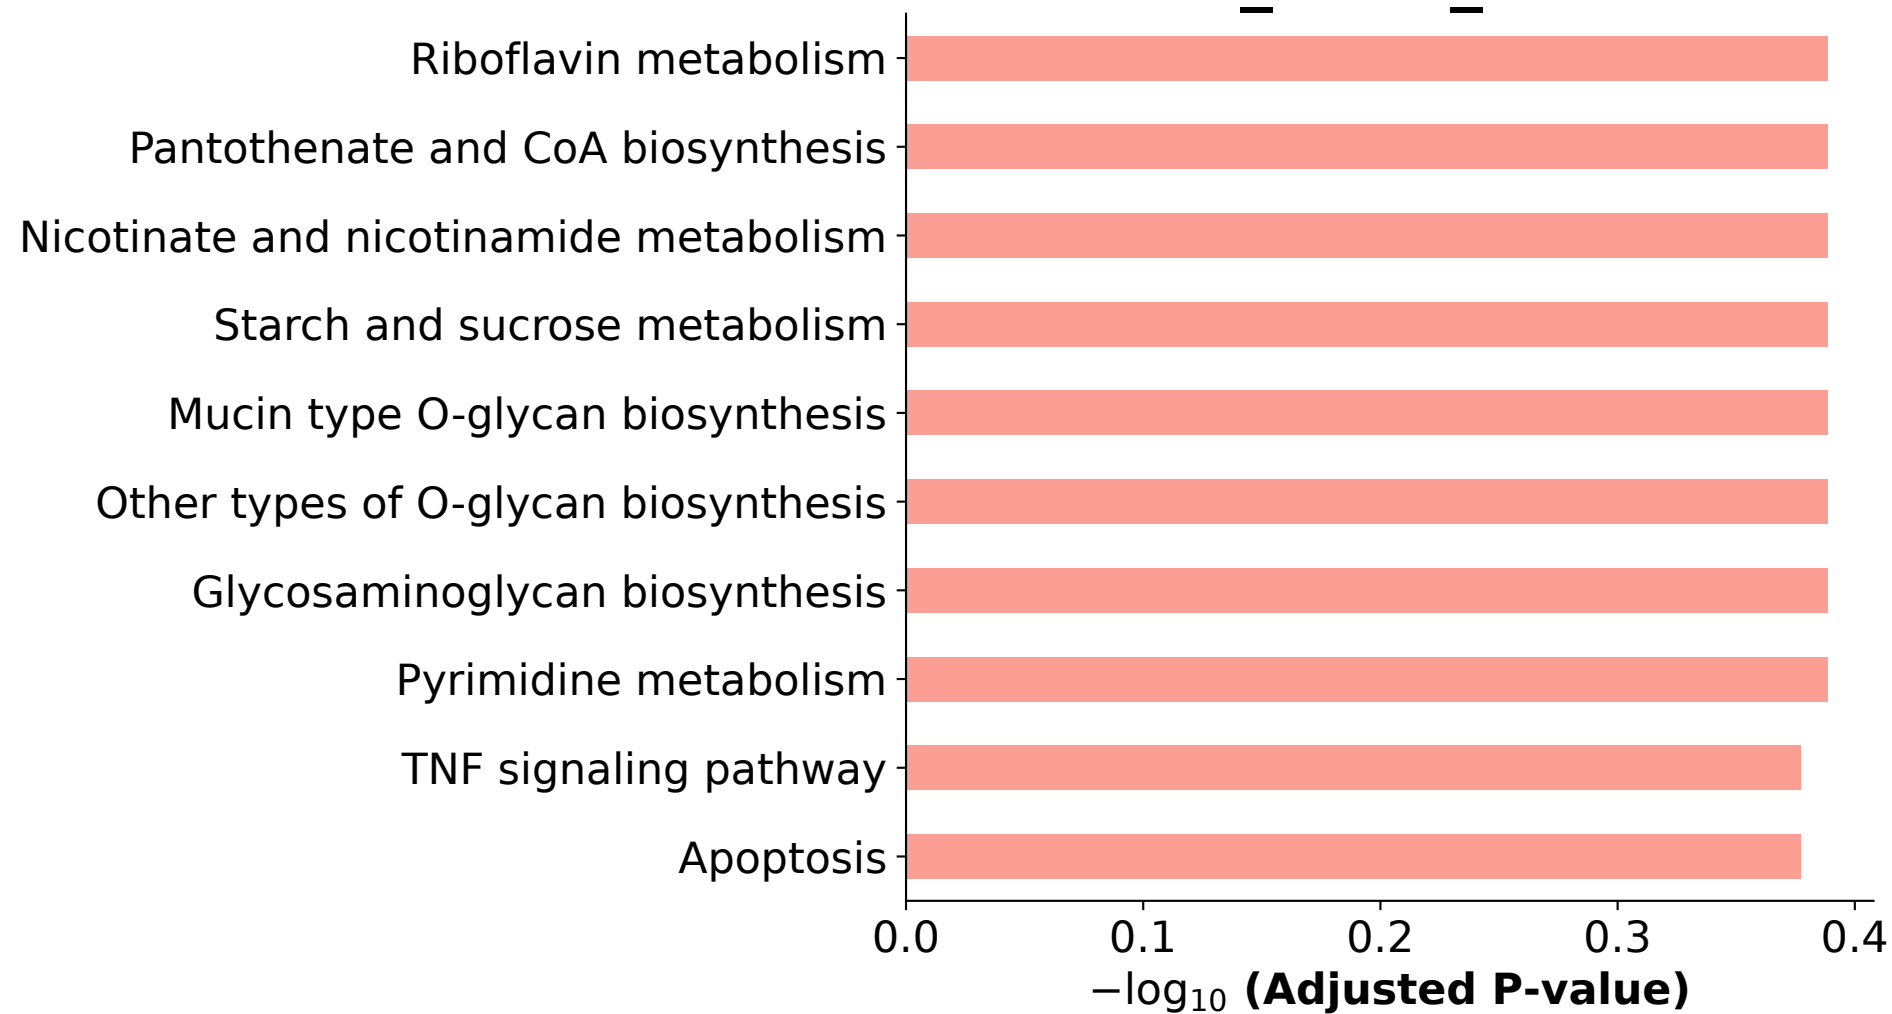 Riboflavin metabolism
Pantothenate and CoA biosynthesis
Nicotinate and nicotinamide metabolism
Starch and sucrose metabolism
Mucin type O-glycan biosynthesis
Other types of O-glycan biosynthesis
Glycosaminoglycan biosynthesis
Pyrimidine metabolism
TNF signaling pathway
Apoptosis
0.0 0.1 0.2 0.3 0.4
−log₁₀ (Adjusted P-value)